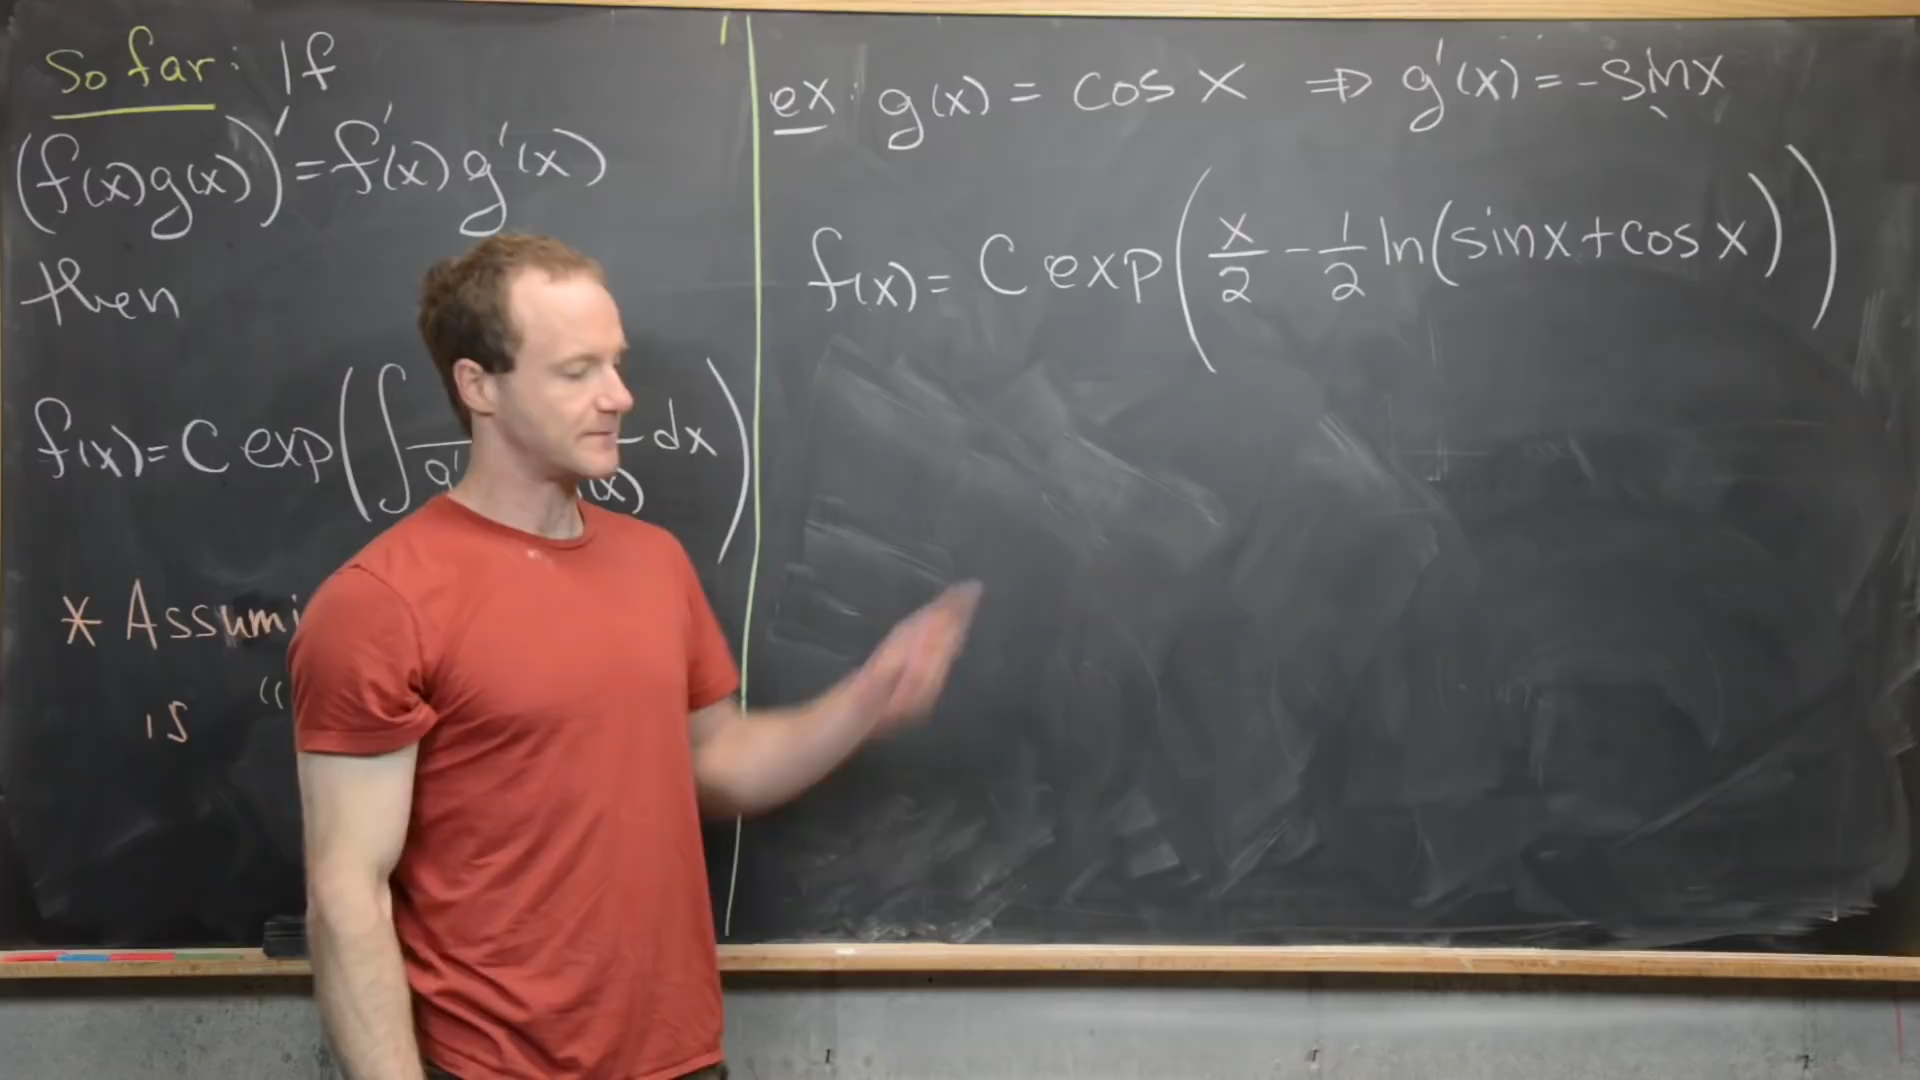 So far: If
(f(x)g(x))' = f'(x)g'(x)
then
f(x) = C exp(∫ g' (x) dx)
* Assumi
is "
ex: g(x) = cos x ⇒ g'(x) = -sin x
f(x) = C exp(x/2 - 1/2 ln(sin x + cos x))